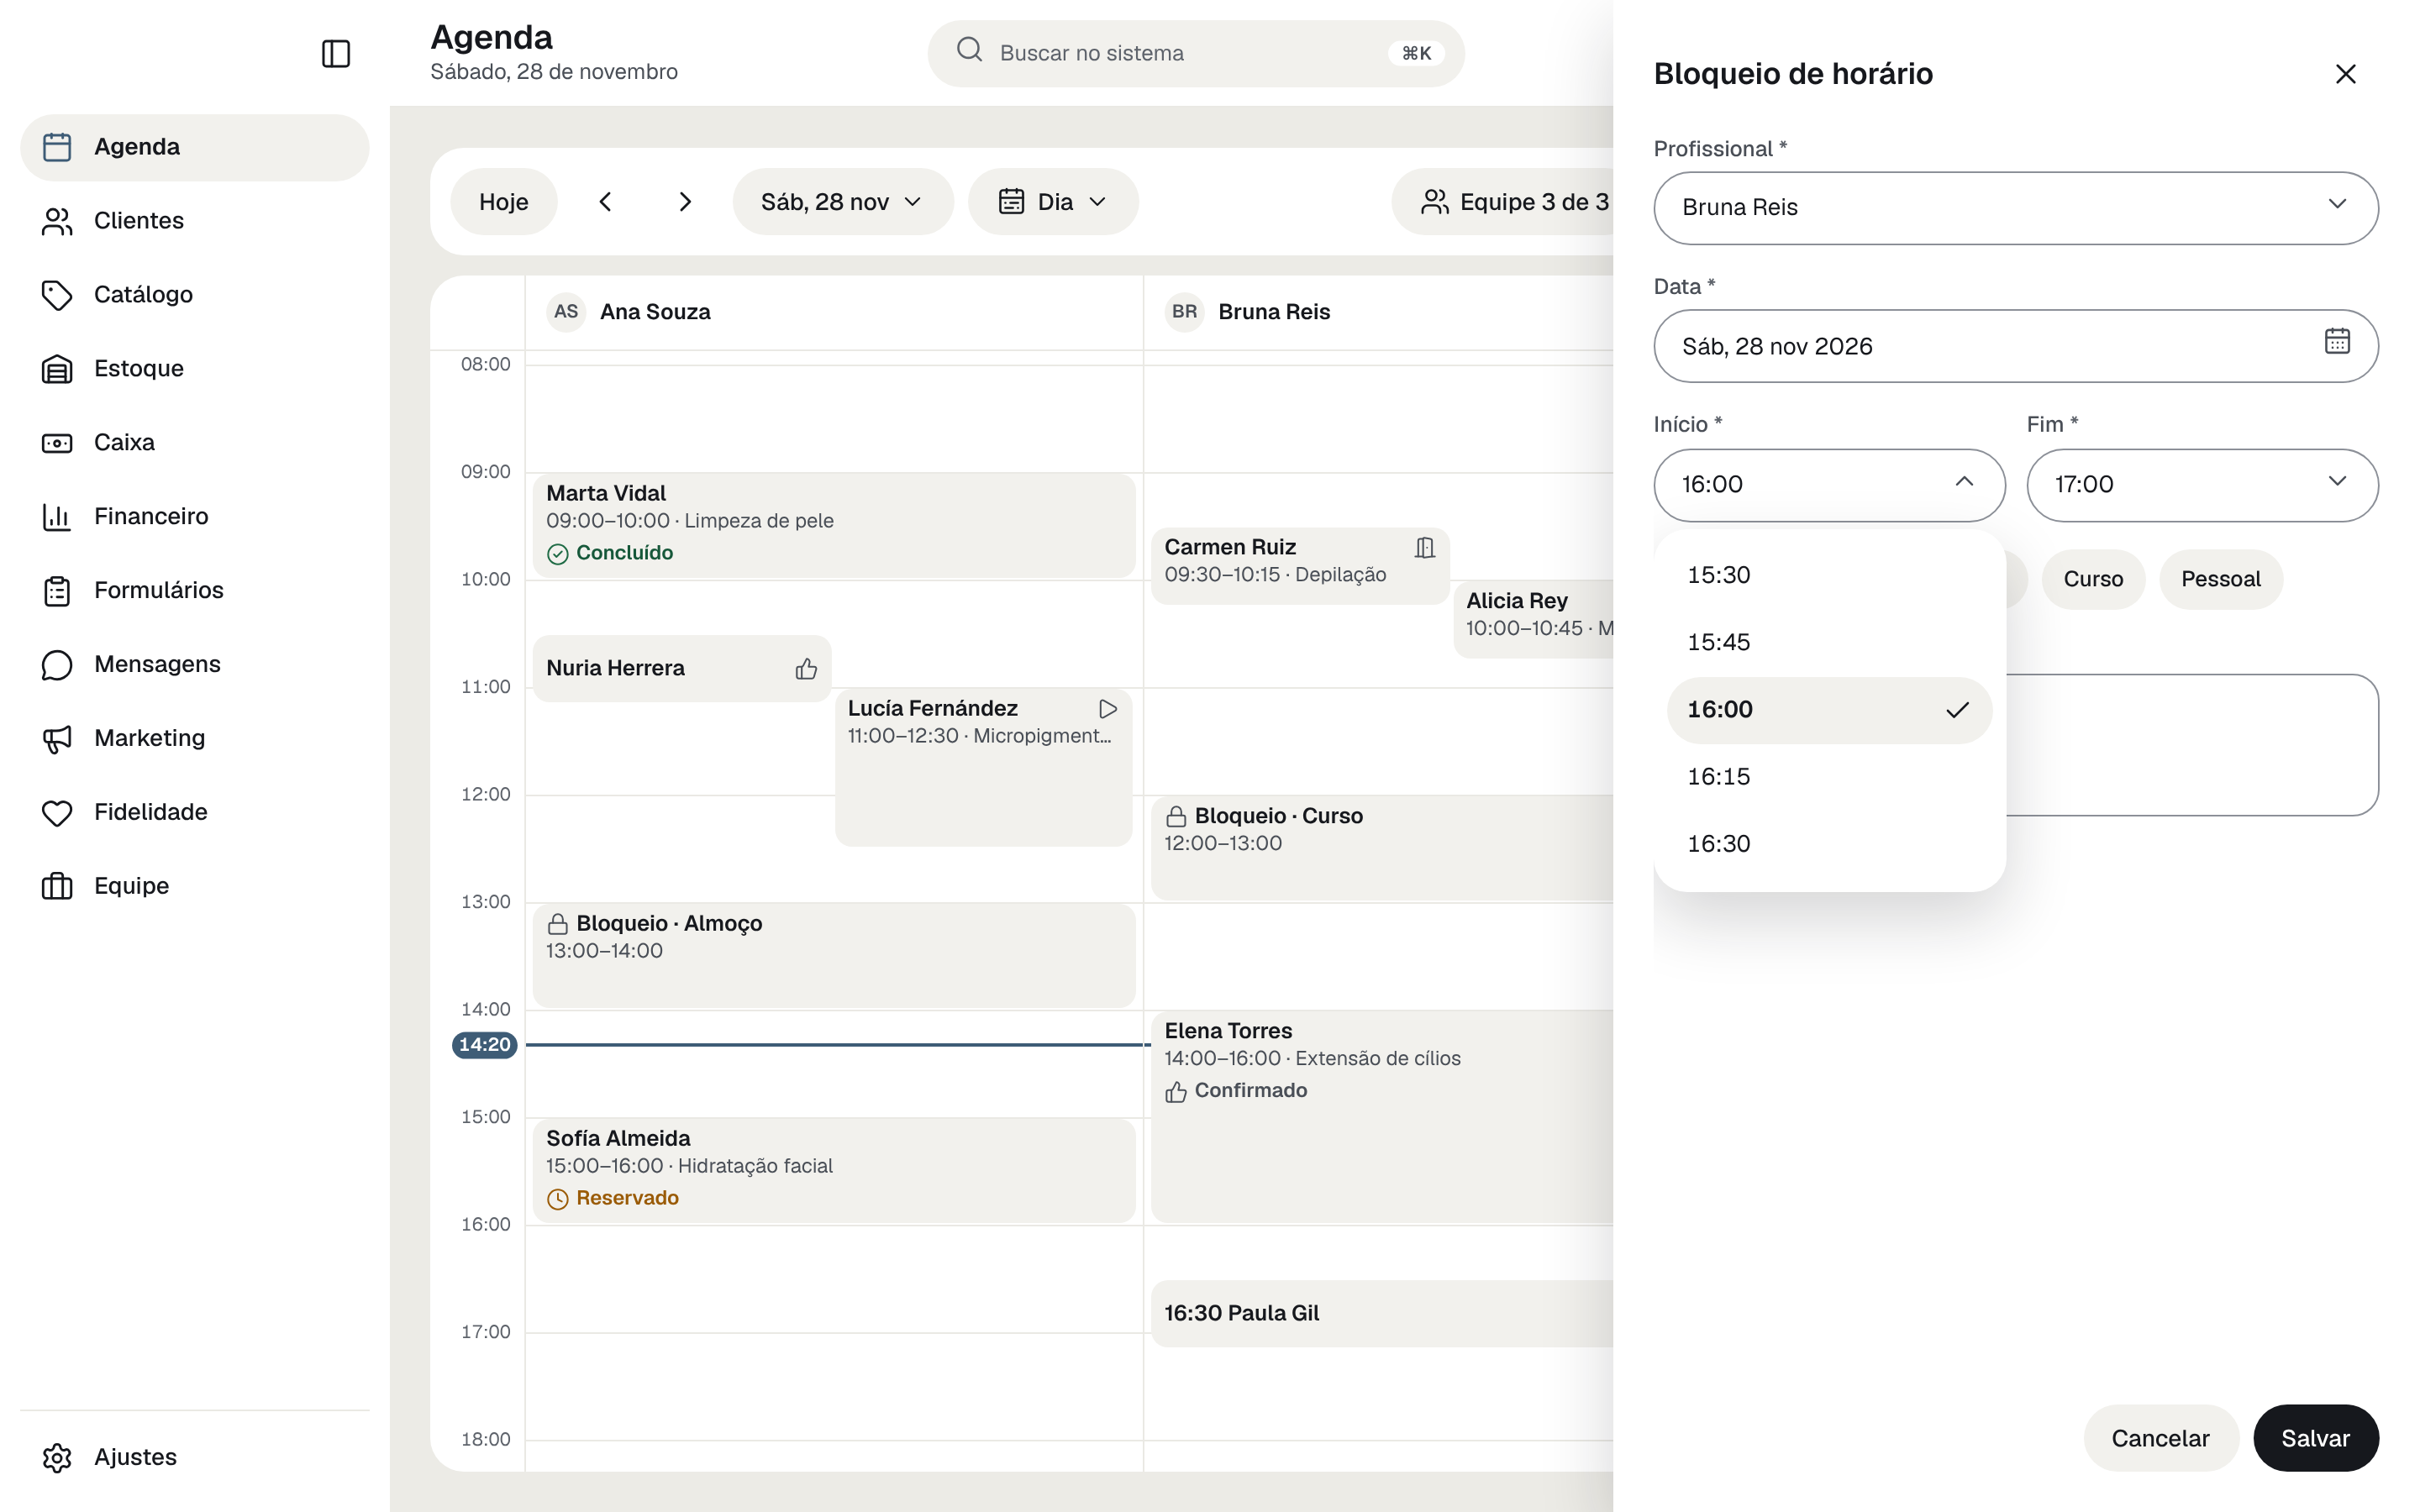 Agenda
Sábado, 28 de novembro
Buscar no sistema
⌘K
Agenda
Clientes
Catálogo
Estoque
Caixa
Financeiro
Formulários
Mensagens
Marketing
Fidelidade
Equipe
Ajustes
Hoje
Sáb, 28 nov
Dia
Equipe 3 de 3
AS Ana Souza
BR Bruna Reis
08:00
09:00
10:00
11:00
12:00
13:00
14:00
14:20
15:00
16:00
17:00
18:00
Marta Vidal
09:00–10:00 · Limpeza de pele
Concluído
Nuria Herrera
Lucía Fernández
11:00–12:30 · Micropigment…
Bloqueio · Almoço
13:00–14:00
Sofía Almeida
15:00–16:00 · Hidratação facial
Reservado
Carmen Ruiz
09:30–10:15 · Depilação
Alicia Rey
10:00–10:45 · M
Bloqueio · Curso
12:00–13:00
Elena Torres
14:00–16:00 · Extensão de cílios
Confirmado
16:30 Paula Gil
Bloqueio de horário
Profissional *
Bruna Reis
Data *
Sáb, 28 nov 2026
Início *
Fim *
16:00
17:00
15:30
15:45
16:00
16:15
16:30
Curso
Pessoal
Cancelar
Salvar